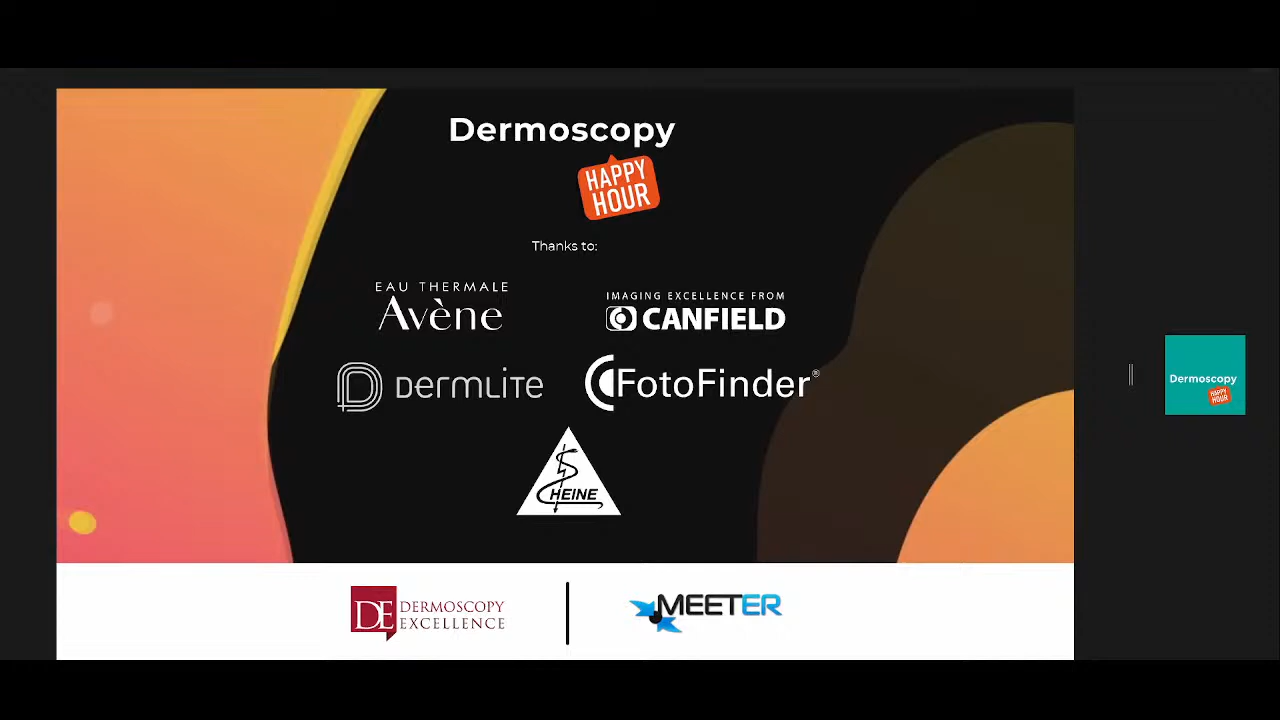 Dermoscopy
HAPPY
HOUR
Thanks to:
EAU THERMALE
Avène
IMAGING EXCELLENCE FROM
CANFIELD
DERMLITE
FotoFinder®
HEINE
Dermoscopy
HAPPY
HOUR
DE DERMOSCOPY
EXCELLENCE
MEETER